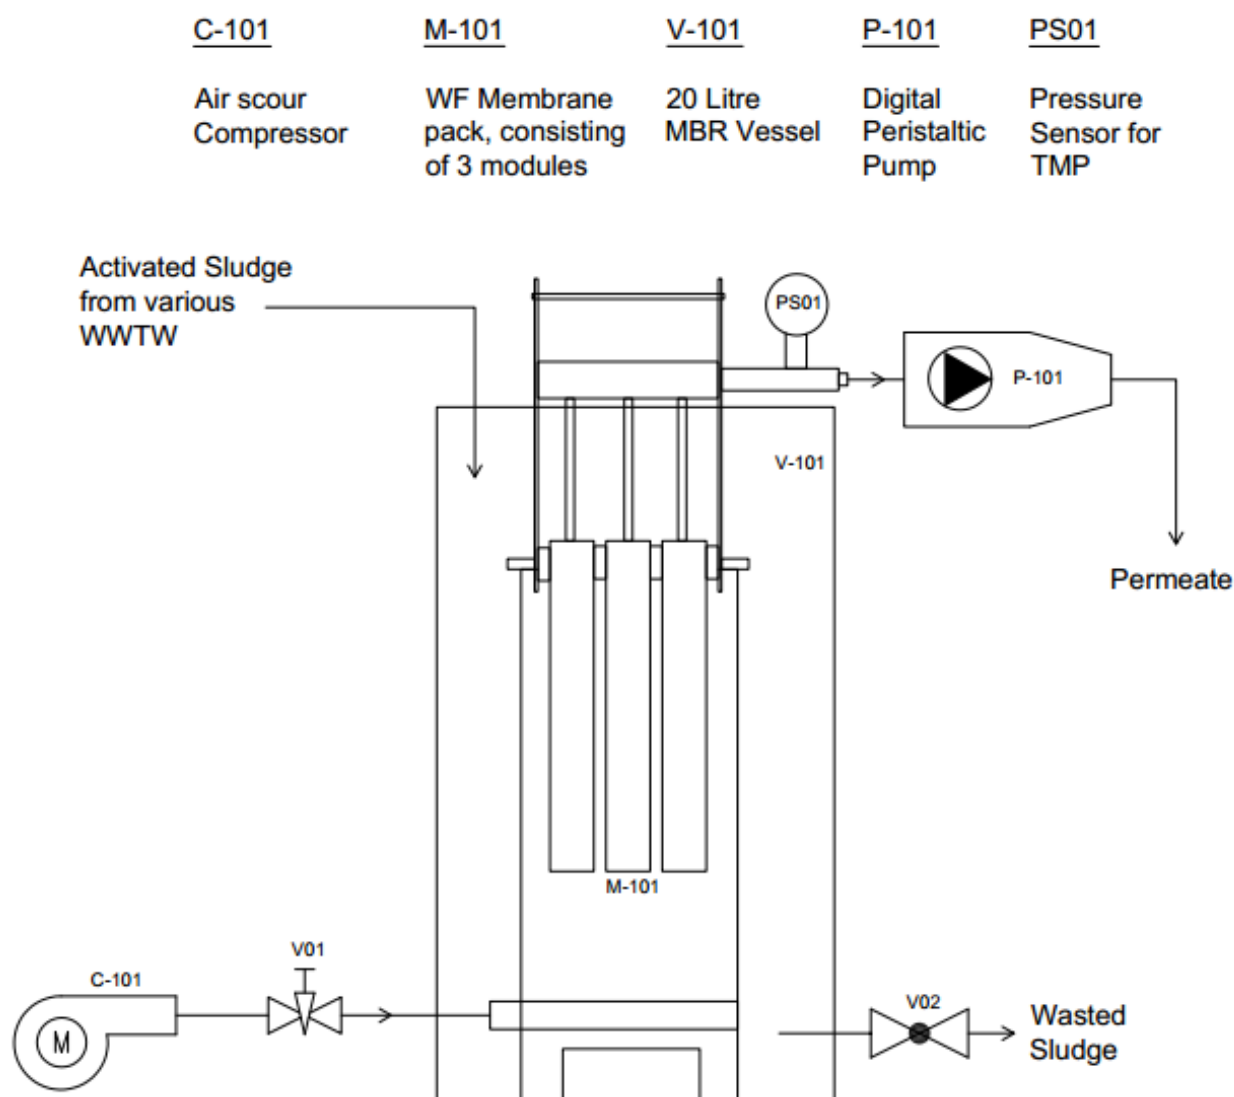 C-101 M-101 V-101 P-101 PS01
Air scour WF Membrane 20 Litre Digital Pressure
Compressor pack, consisting MBR Vessel Peristaltic Sensor for
of 3 modules Pump TMP
Activated Sludge
from various
WWTW
PS01
P-101
V-101
Permeate
M-101
V01
C-101
M
V02
Wasted
Sludge